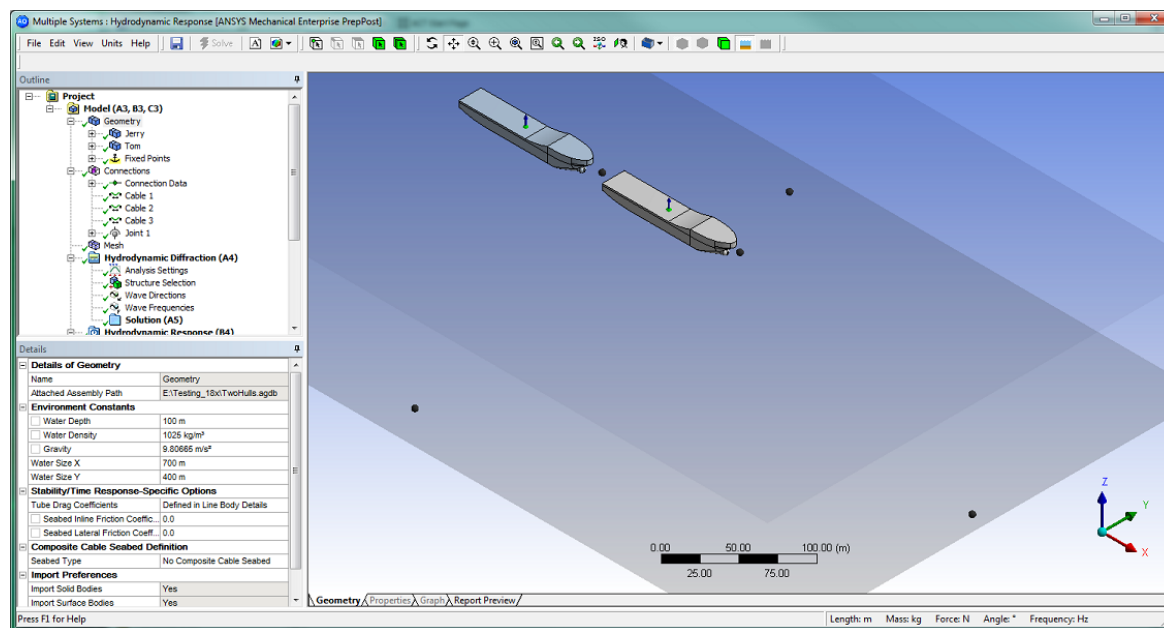 Multiple Systems : Hydrodynamic Response [ANSYS Mechanical Enterprise PrepPost]
File Edit View Units Help Solve
Outline
Project
Model (A3, B3, C3)
Geometry
Jerry
Tom
Fixed Points
Connections
Connection Data
Cable 1
Cable 2
Cable 3
Joint 1
Mesh
Hydrodynamic Diffraction (A4)
Analysis Settings
Structure Selection
Wave Directions
Wave Frequencies
Solution (A5)
Hydrodynamic Response (B4)
Details
Details of Geometry
Name Geometry
Attached Assembly Path E:\Testing_18x\TwoHulls.agdb
Environment Constants
Water Depth 100 m
Water Density 1025 kg/m³
Gravity 9.80665 m/s²
Water Size X 700 m
Water Size Y 400 m
Stability/Time Response-Specific Options
Tube Drag Coefficients Defined in Line Body Details
Seabed Inline Friction Coeffic... 0.0
Seabed Lateral Friction Coeff... 0.0
Composite Cable Seabed Definition
Seabed Type No Composite Cable Seabed
Import Preferences
Import Solid Bodies Yes
Import Surface Bodies Yes
Z
Y
X
0.00 50.00 100.00 (m)
25.00 75.00
Geometry Properties Graph Report Preview
Press F1 for Help
Length: m Mass: kg Force: N Angle: ° Frequency: Hz